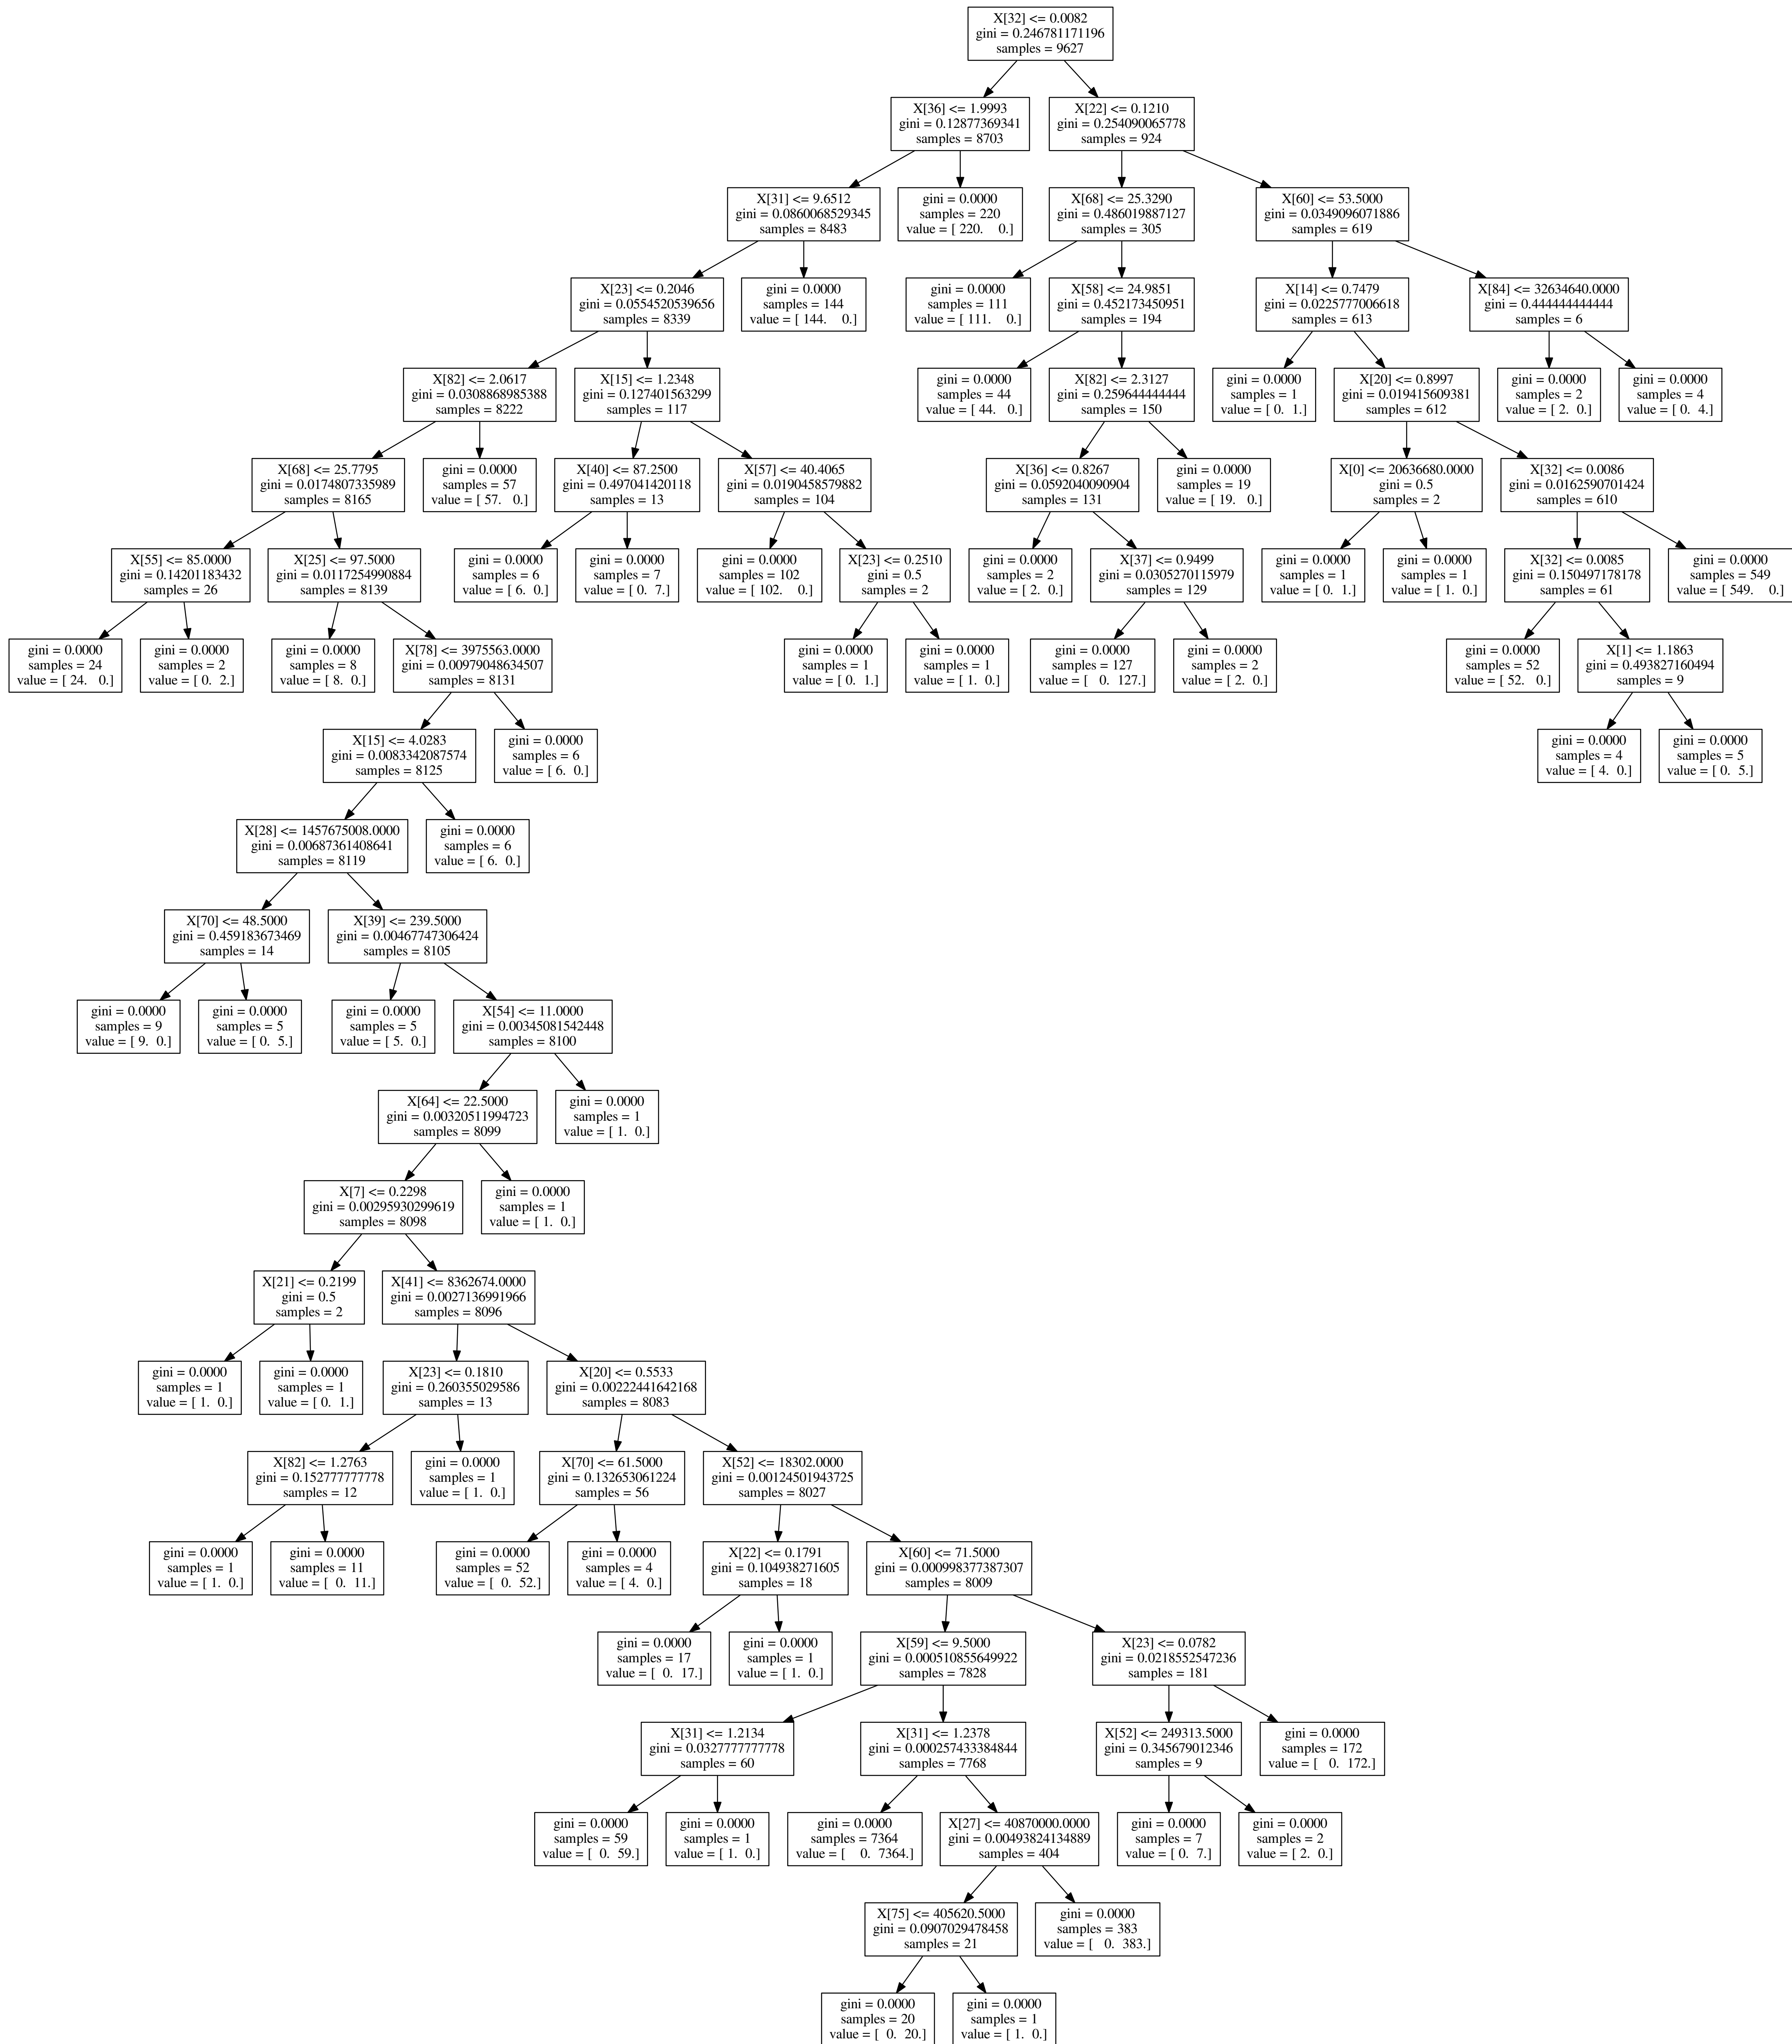 X[32] <= 0.0082
gini = 0.246781171196
samples = 9627
X[36] <= 1.9993
gini = 0.12877369341
samples = 8703
X[22] <= 0.1210
gini = 0.254090065778
samples = 924
X[31] <= 9.6512
gini = 0.0860068529345
samples = 8483
gini = 0.0000
samples = 220
value = [ 220. 0.]
X[68] <= 25.3290
gini = 0.486019887127
samples = 305
X[60] <= 53.5000
gini = 0.0349096071886
samples = 619
X[23] <= 0.2046
gini = 0.0554520539656
samples = 8339
gini = 0.0000
samples = 144
value = [ 144. 0.]
gini = 0.0000
samples = 111
value = [ 111. 0.]
X[58] <= 24.9851
gini = 0.452173450951
samples = 194
X[14] <= 0.7479
gini = 0.0225777006618
samples = 613
X[84] <= 32634640.0000
gini = 0.444444444444
samples = 6
X[82] <= 2.0617
gini = 0.0308868985388
samples = 8222
X[15] <= 1.2348
gini = 0.127401563299
samples = 117
gini = 0.0000
samples = 44
value = [ 44. 0.]
X[82] <= 2.3127
gini = 0.259644444444
samples = 150
gini = 0.0000
samples = 1
value = [ 0. 1.]
X[20] <= 0.8997
gini = 0.019415609381
samples = 612
gini = 0.0000
samples = 2
value = [ 2. 0.]
gini = 0.0000
samples = 4
value = [ 0. 4.]
X[68] <= 25.7795
gini = 0.0174807335989
samples = 8165
gini = 0.0000
samples = 57
value = [ 57. 0.]
X[40] <= 87.2500
gini = 0.497041420118
samples = 13
X[57] <= 40.4065
gini = 0.0190458579882
samples = 104
X[36] <= 0.8267
gini = 0.0592040090904
samples = 131
gini = 0.0000
samples = 19
value = [ 19. 0.]
X[0] <= 20636680.0000
gini = 0.5
samples = 2
X[32] <= 0.0086
gini = 0.0162590701424
samples = 610
X[55] <= 85.0000
gini = 0.14201183432
samples = 26
X[25] <= 97.5000
gini = 0.0117254990884
samples = 8139
gini = 0.0000
samples = 6
value = [ 6. 0.]
gini = 0.0000
samples = 7
value = [ 0. 7.]
gini = 0.0000
samples = 102
value = [ 102. 0.]
X[23] <= 0.2510
gini = 0.5
samples = 2
gini = 0.0000
samples = 2
value = [ 2. 0.]
X[37] <= 0.9499
gini = 0.0305270115979
samples = 129
gini = 0.0000
samples = 1
value = [ 0. 1.]
gini = 0.0000
samples = 1
value = [ 1. 0.]
X[32] <= 0.0085
gini = 0.150497178178
samples = 61
gini = 0.0000
samples = 549
value = [ 549. 0.]
gini = 0.0000
samples = 24
value = [ 24. 0.]
gini = 0.0000
samples = 2
value = [ 0. 2.]
gini = 0.0000
samples = 8
value = [ 8. 0.]
X[78] <= 3975563.0000
gini = 0.00979048634507
samples = 8131
gini = 0.0000
samples = 1
value = [ 0. 1.]
gini = 0.0000
samples = 1
value = [ 1. 0.]
gini = 0.0000
samples = 127
value = [ 0. 127.]
gini = 0.0000
samples = 2
value = [ 2. 0.]
gini = 0.0000
samples = 52
value = [ 52. 0.]
X[1] <= 1.1863
gini = 0.493827160494
samples = 9
X[15] <= 4.0283
gini = 0.0083342087574
samples = 8125
gini = 0.0000
samples = 6
value = [ 6. 0.]
gini = 0.0000
samples = 4
value = [ 4. 0.]
gini = 0.0000
samples = 5
value = [ 0. 5.]
X[28] <= 1457675008.0000
gini = 0.00687361408641
samples = 8119
gini = 0.0000
samples = 6
value = [ 6. 0.]
X[70] <= 48.5000
gini = 0.459183673469
samples = 14
X[39] <= 239.5000
gini = 0.00467747306424
samples = 8105
gini = 0.0000
samples = 9
value = [ 9. 0.]
gini = 0.0000
samples = 5
value = [ 0. 5.]
gini = 0.0000
samples = 5
value = [ 5. 0.]
X[54] <= 11.0000
gini = 0.00345081542448
samples = 8100
X[64] <= 22.5000
gini = 0.00320511994723
samples = 8099
gini = 0.0000
samples = 1
value = [ 1. 0.]
X[7] <= 0.2298
gini = 0.00295930299619
samples = 8098
gini = 0.0000
samples = 1
value = [ 1. 0.]
X[21] <= 0.2199
gini = 0.5
samples = 2
X[41] <= 8362674.0000
gini = 0.0027136991966
samples = 8096
gini = 0.0000
samples = 1
value = [ 1. 0.]
gini = 0.0000
samples = 1
value = [ 0. 1.]
X[23] <= 0.1810
gini = 0.260355029586
samples = 13
X[20] <= 0.5533
gini = 0.00222441642168
samples = 8083
X[82] <= 1.2763
gini = 0.152777777778
samples = 12
gini = 0.0000
samples = 1
value = [ 1. 0.]
X[70] <= 61.5000
gini = 0.132653061224
samples = 56
X[52] <= 18302.0000
gini = 0.00124501943725
samples = 8027
gini = 0.0000
samples = 1
value = [ 1. 0.]
gini = 0.0000
samples = 11
value = [ 0. 11.]
gini = 0.0000
samples = 52
value = [ 0. 52.]
gini = 0.0000
samples = 4
value = [ 4. 0.]
X[22] <= 0.1791
gini = 0.104938271605
samples = 18
X[60] <= 71.5000
gini = 0.000998377387307
samples = 8009
gini = 0.0000
samples = 17
value = [ 0. 17.]
gini = 0.0000
samples = 1
value = [ 1. 0.]
X[59] <= 9.5000
gini = 0.000510855649922
samples = 7828
X[23] <= 0.0782
gini = 0.0218552547236
samples = 181
X[31] <= 1.2134
gini = 0.0327777777778
samples = 60
X[31] <= 1.2378
gini = 0.000257433384844
samples = 7768
X[52] <= 249313.5000
gini = 0.345679012346
samples = 9
gini = 0.0000
samples = 172
value = [ 0. 172.]
gini = 0.0000
samples = 59
value = [ 0. 59.]
gini = 0.0000
samples = 1
value = [ 1. 0.]
gini = 0.0000
samples = 7364
value = [ 0. 7364.]
X[27] <= 40870000.0000
gini = 0.00493824134889
samples = 404
gini = 0.0000
samples = 7
value = [ 0. 7.]
gini = 0.0000
samples = 2
value = [ 2. 0.]
X[75] <= 405620.5000
gini = 0.0907029478458
samples = 21
gini = 0.0000
samples = 383
value = [ 0. 383.]
gini = 0.0000
samples = 20
value = [ 0. 20.]
gini = 0.0000
samples = 1
value = [ 1. 0.]